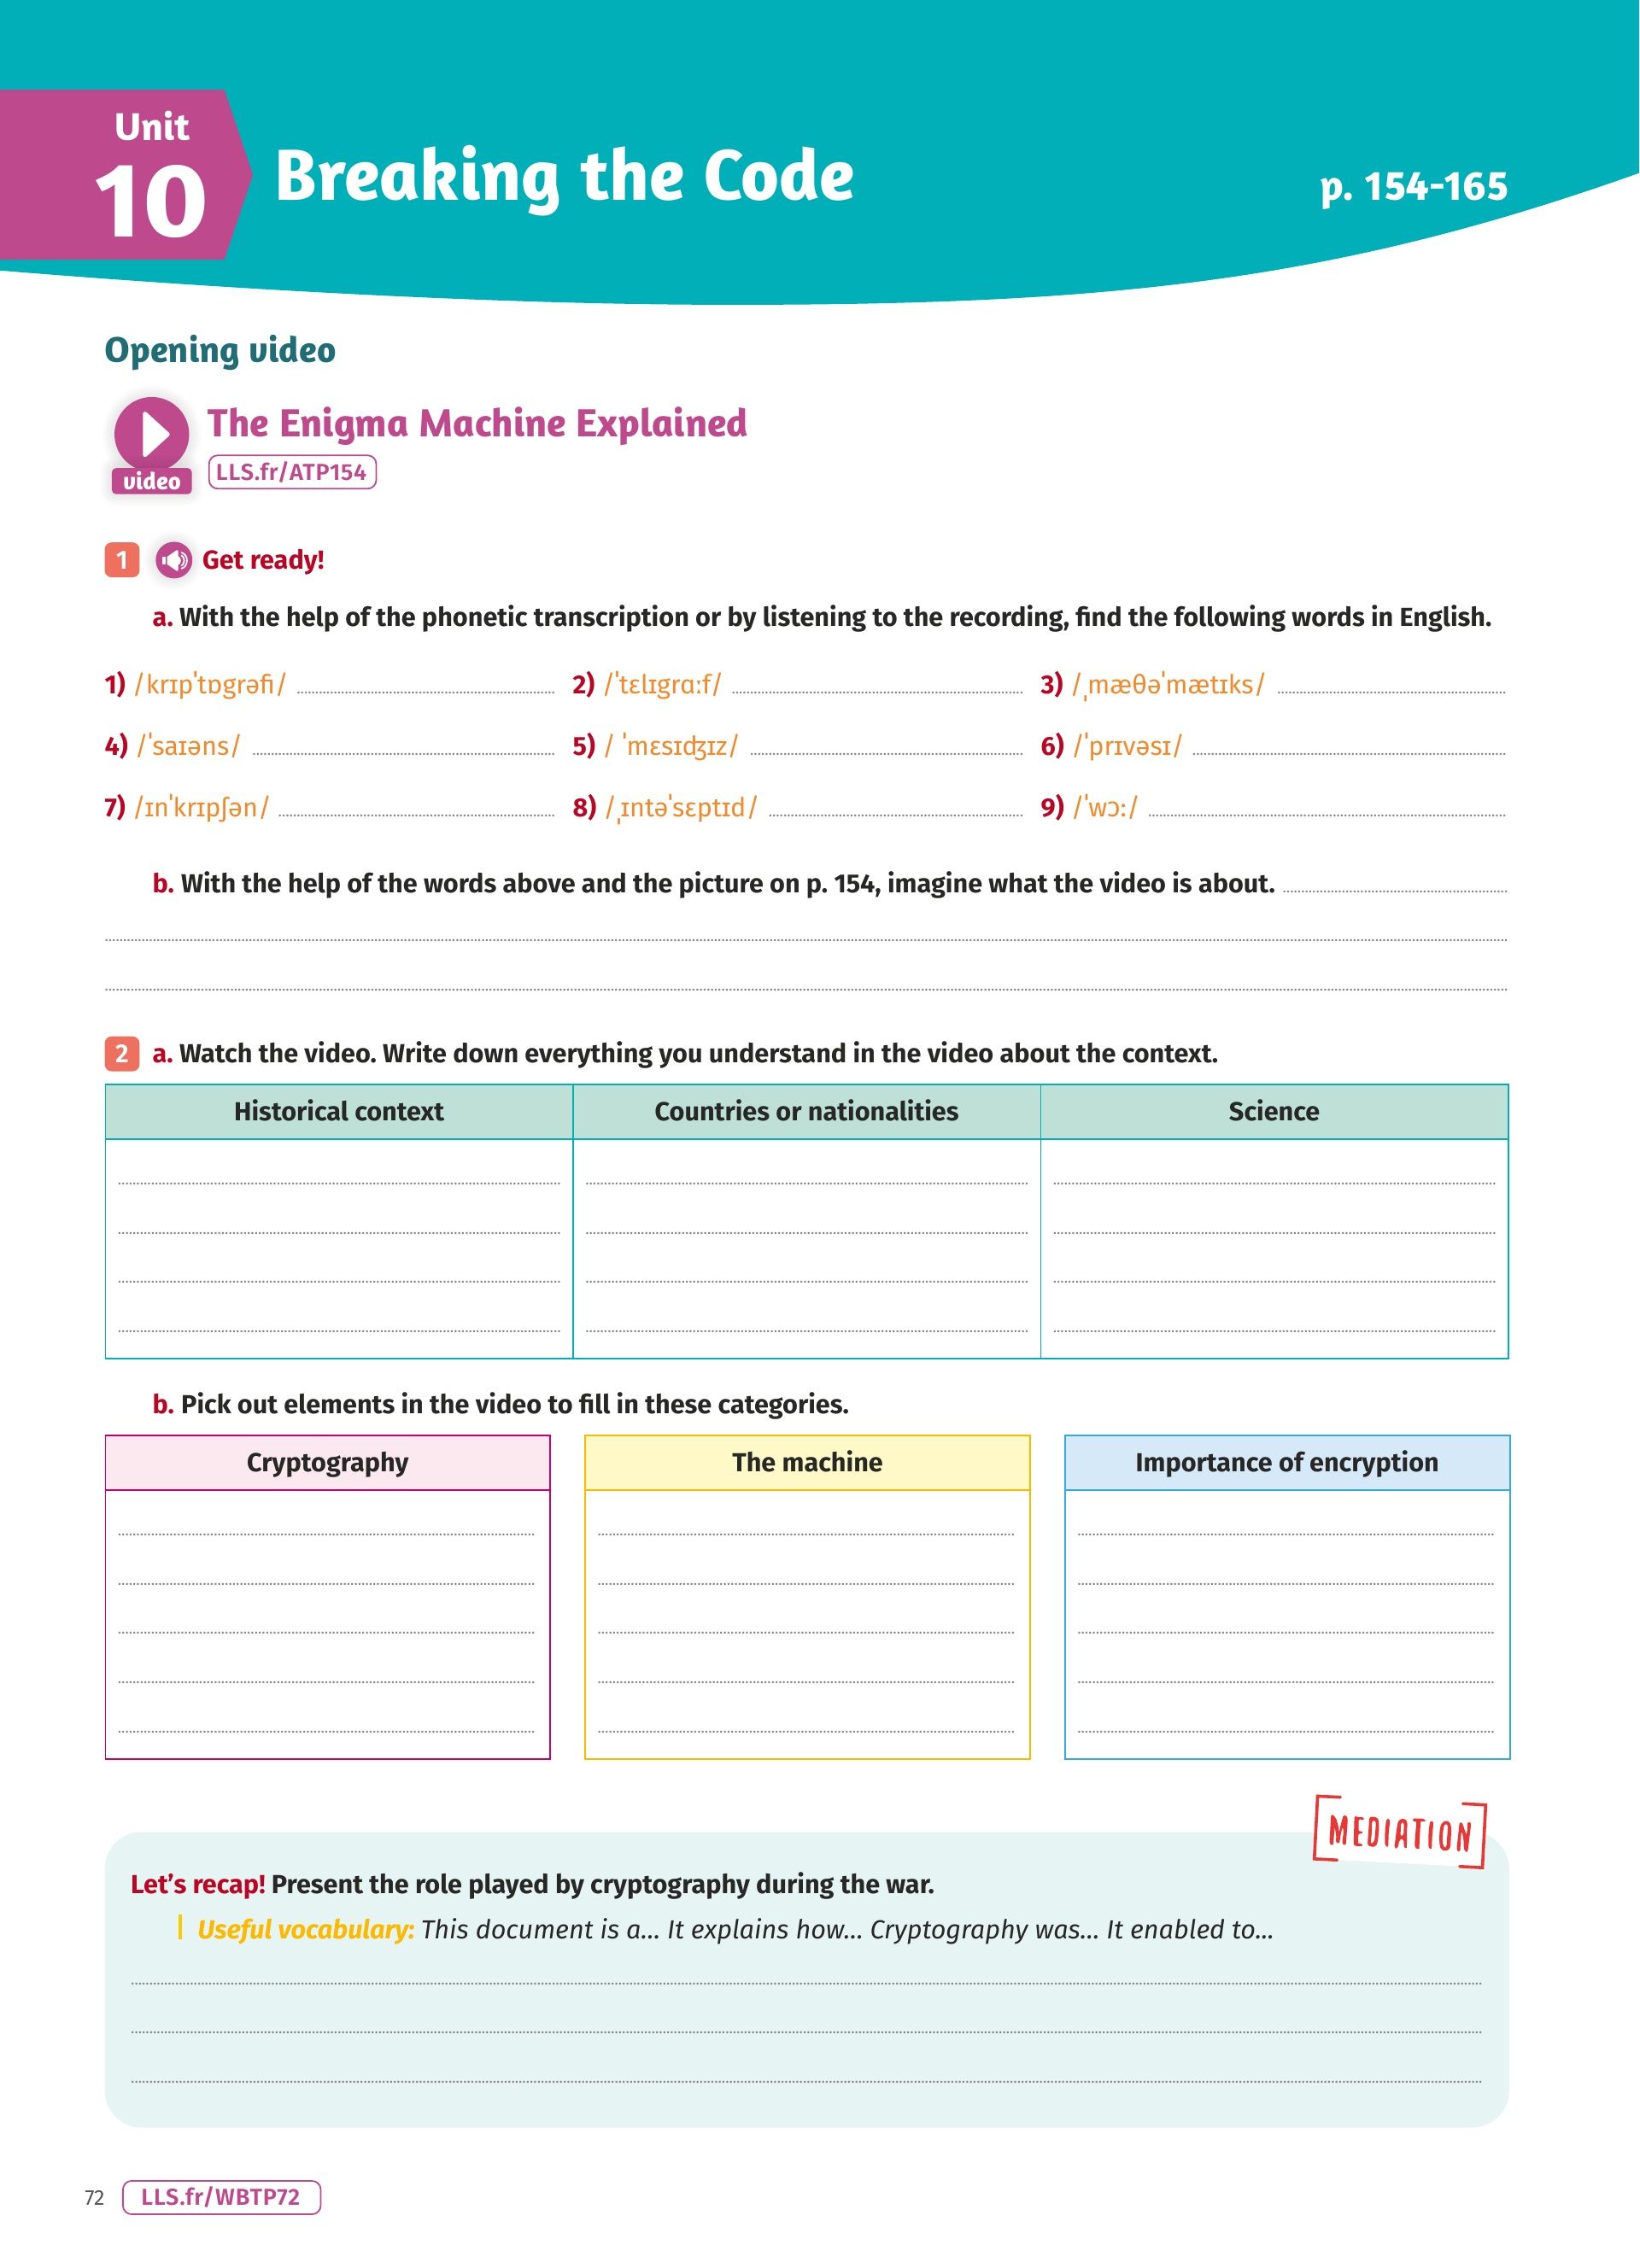 Unit
10
Breaking the Code
p. 154-165
Opening video
The Enigma Machine Explained
video
LLS.fr/ATP154
1 Get ready!
a. With the help of the phonetic transcription or by listening to the recording, find the following words in English.
1) /krɪpˈtɒgrəfi/ 2) /ˈtɛlɪgrɑːf/ 3) /ˌmæθəˈmætɪks/
4) /ˈsaɪəns/ 5) / ˈmɛsɪʤɪz/ 6) /ˈprɪvəsɪ/
7) /ɪnˈkrɪpʃən/ 8) /ˌɪntəˈsɛptɪd/ 9) /ˈwɔː/
b. With the help of the words above and the picture on p. 154, imagine what the video is about.
2 a. Watch the video. Write down everything you understand in the video about the context.
Historical context Countries or nationalities Science
b. Pick out elements in the video to fill in these categories.
Cryptography The machine Importance of encryption
MEDIATION
Let's recap! Present the role played by cryptography during the war.
Useful vocabulary: This document is a... It explains how... Cryptography was... It enabled to...
72 LLS.fr/WBTP72